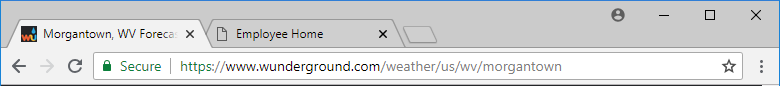 Morgantown, WV Foreca
Employee Home
Secure
https://www.wunderground.com/weather/us/wv/morgantown